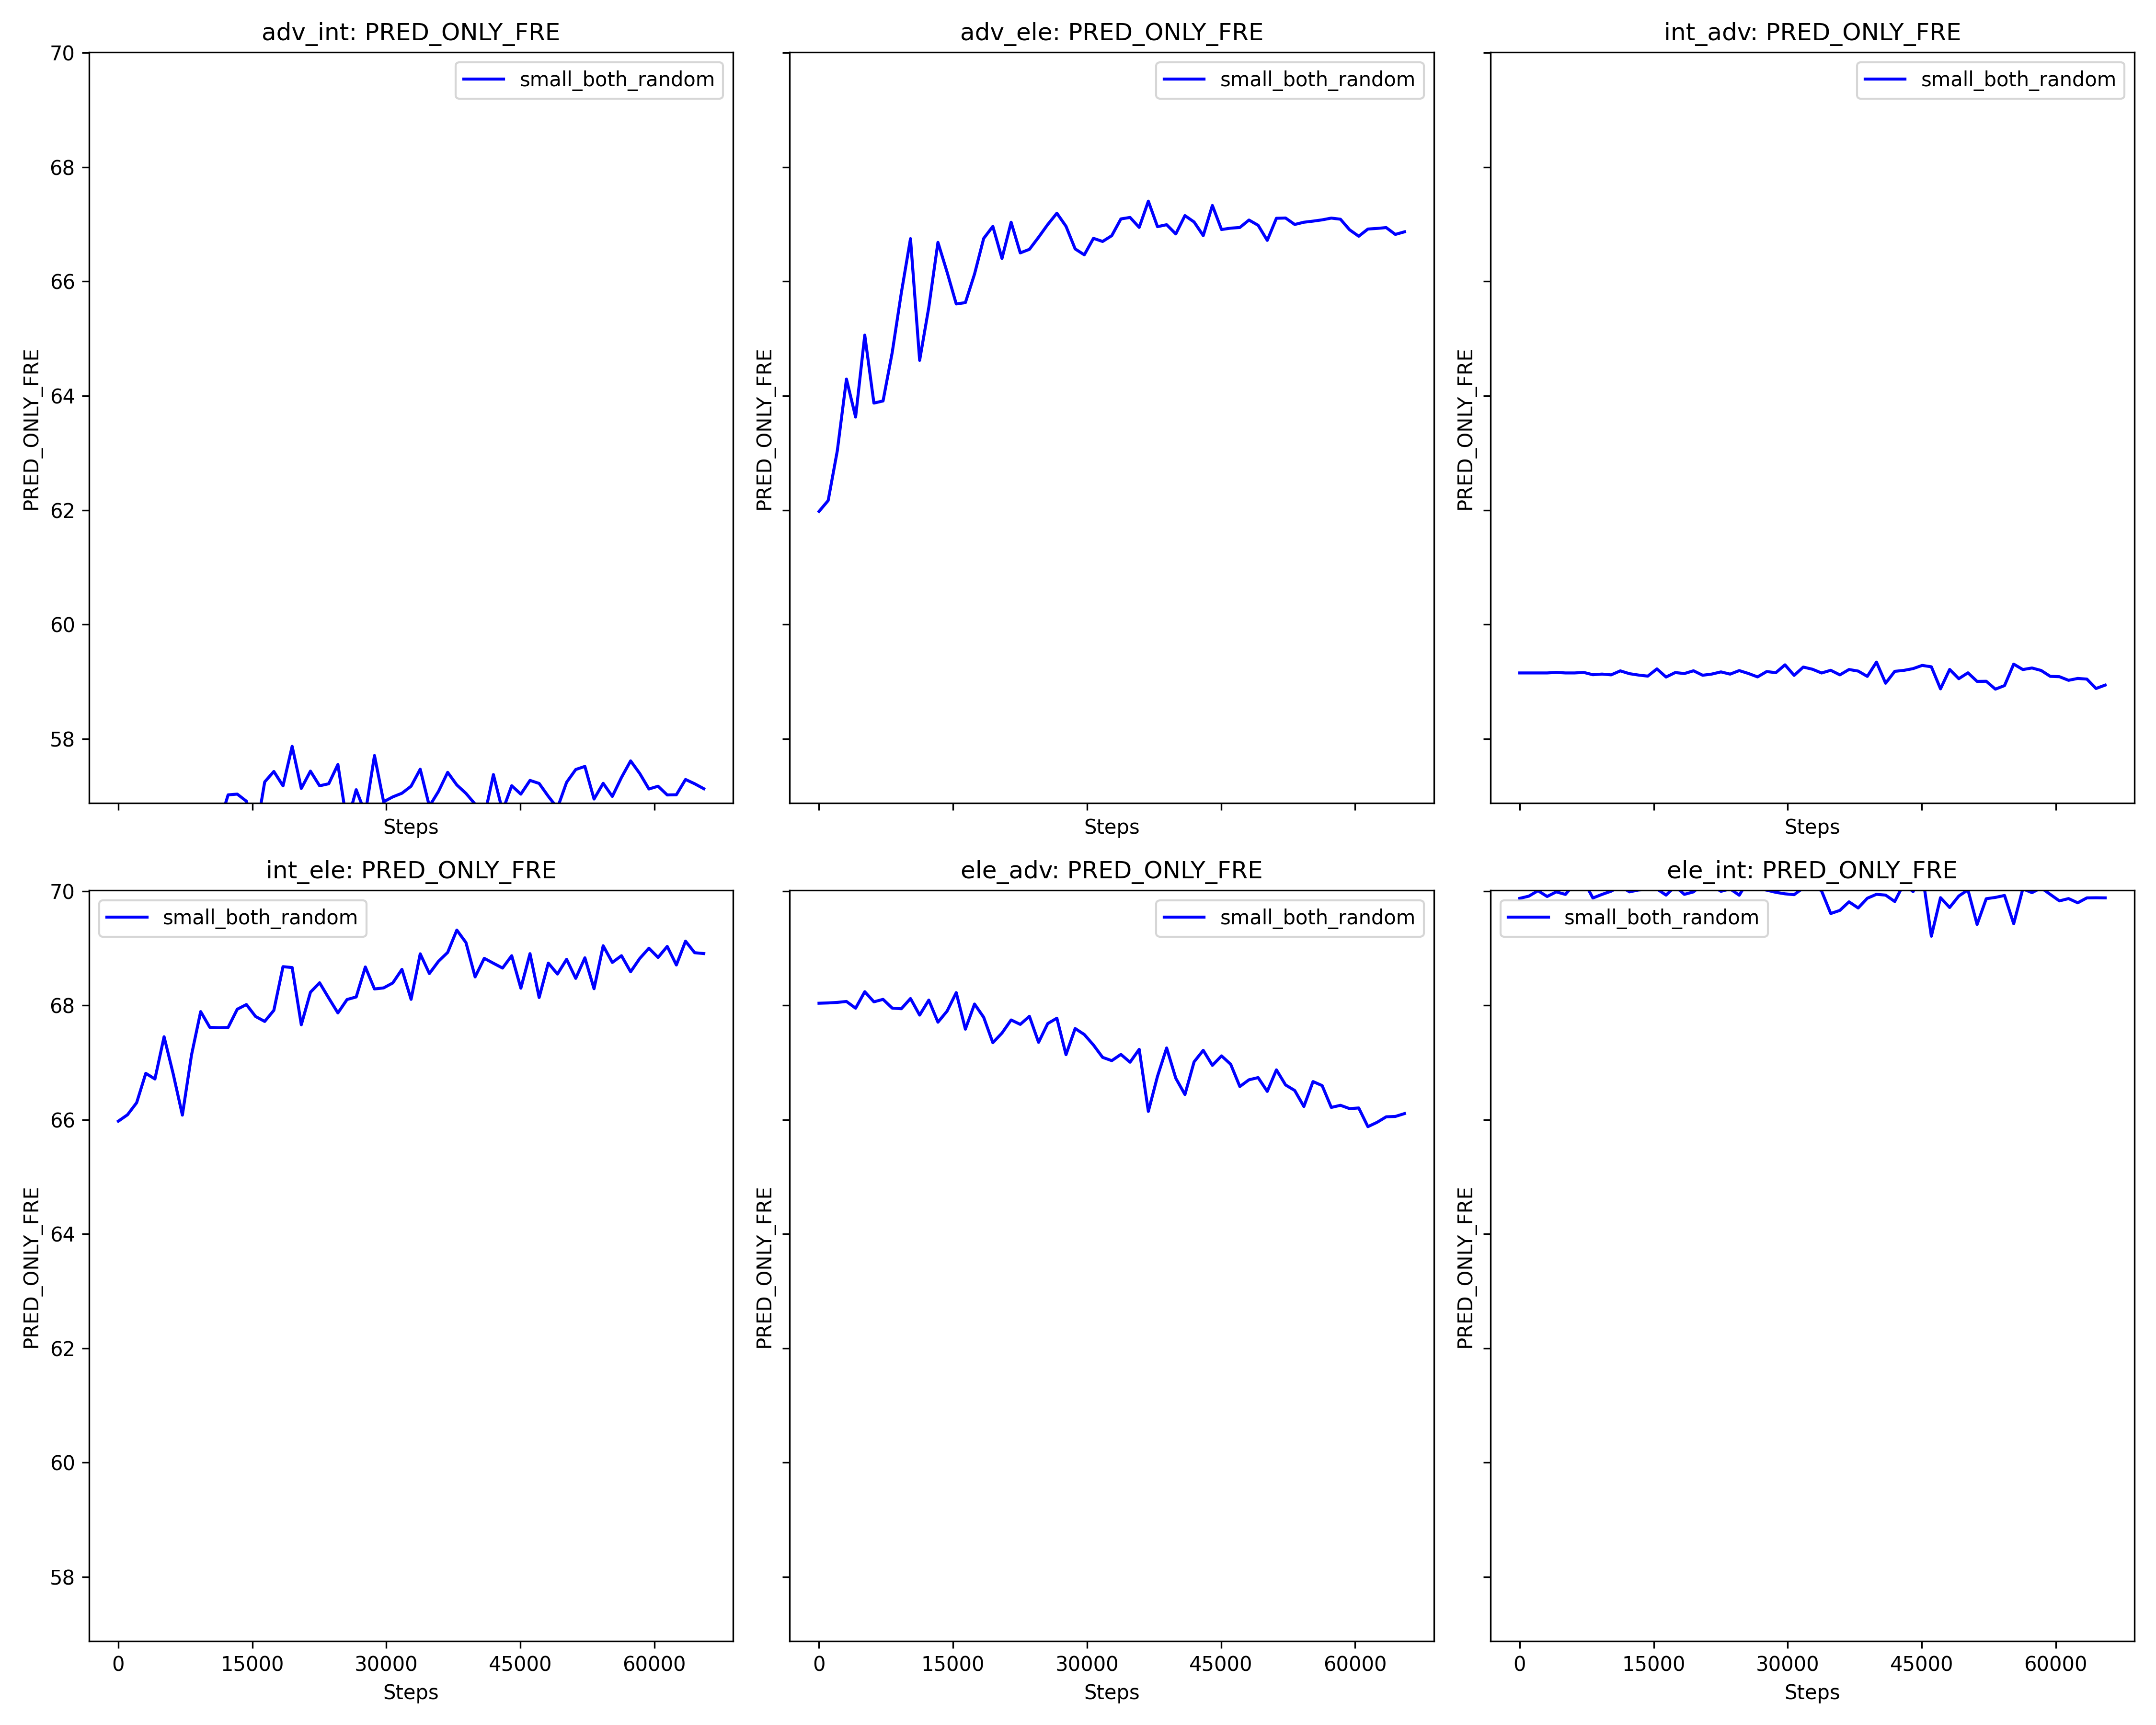 adv_int: PRED_ONLY_FRE
adv_ele: PRED_ONLY_FRE
int_adv: PRED_ONLY_FRE
70
68
66
64
62
60
58
PRED_ONLY_FRE
small_both_random
Steps
PRED_ONLY_FRE
small_both_random
Steps
PRED_ONLY_FRE
small_both_random
Steps
int_ele: PRED_ONLY_FRE
ele_adv: PRED_ONLY_FRE
ele_int: PRED_ONLY_FRE
70
68
66
64
62
60
58
PRED_ONLY_FRE
small_both_random
0 15000 30000 45000 60000
Steps
PRED_ONLY_FRE
small_both_random
0 15000 30000 45000 60000
Steps
PRED_ONLY_FRE
small_both_random
0 15000 30000 45000 60000
Steps